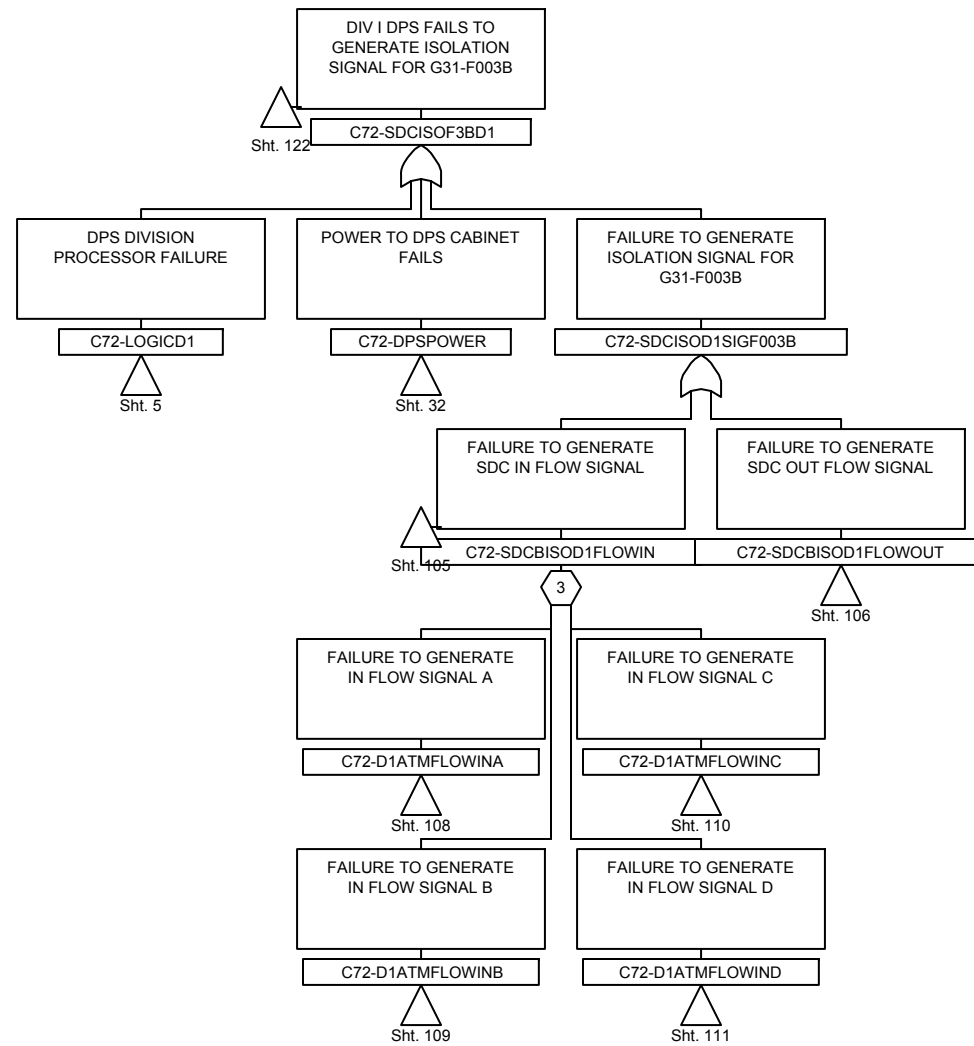 DIV I DPS FAILS TO
GENERATE ISOLATION
SIGNAL FOR G31-F003B
Sht. 122
C72-SDCISOF3BD1
DPS DIVISION
PROCESSOR FAILURE
C72-LOGICD1
Sht. 5
POWER TO DPS CABINET
FAILS
C72-DPSPOWER
Sht. 32
FAILURE TO GENERATE
ISOLATION SIGNAL FOR
G31-F003B
C72-SDCISOD1SIGF003B
FAILURE TO GENERATE
SDC IN FLOW SIGNAL
Sht. 105
C72-SDCBISOD1FLOWIN
3
FAILURE TO GENERATE
SDC OUT FLOW SIGNAL
C72-SDCBISOD1FLOWOUT
Sht. 106
FAILURE TO GENERATE
IN FLOW SIGNAL A
C72-D1ATMFLOWINA
Sht. 108
FAILURE TO GENERATE
IN FLOW SIGNAL C
C72-D1ATMFLOWINC
Sht. 110
FAILURE TO GENERATE
IN FLOW SIGNAL B
C72-D1ATMFLOWINB
Sht. 109
FAILURE TO GENERATE
IN FLOW SIGNAL D
C72-D1ATMFLOWIND
Sht. 111